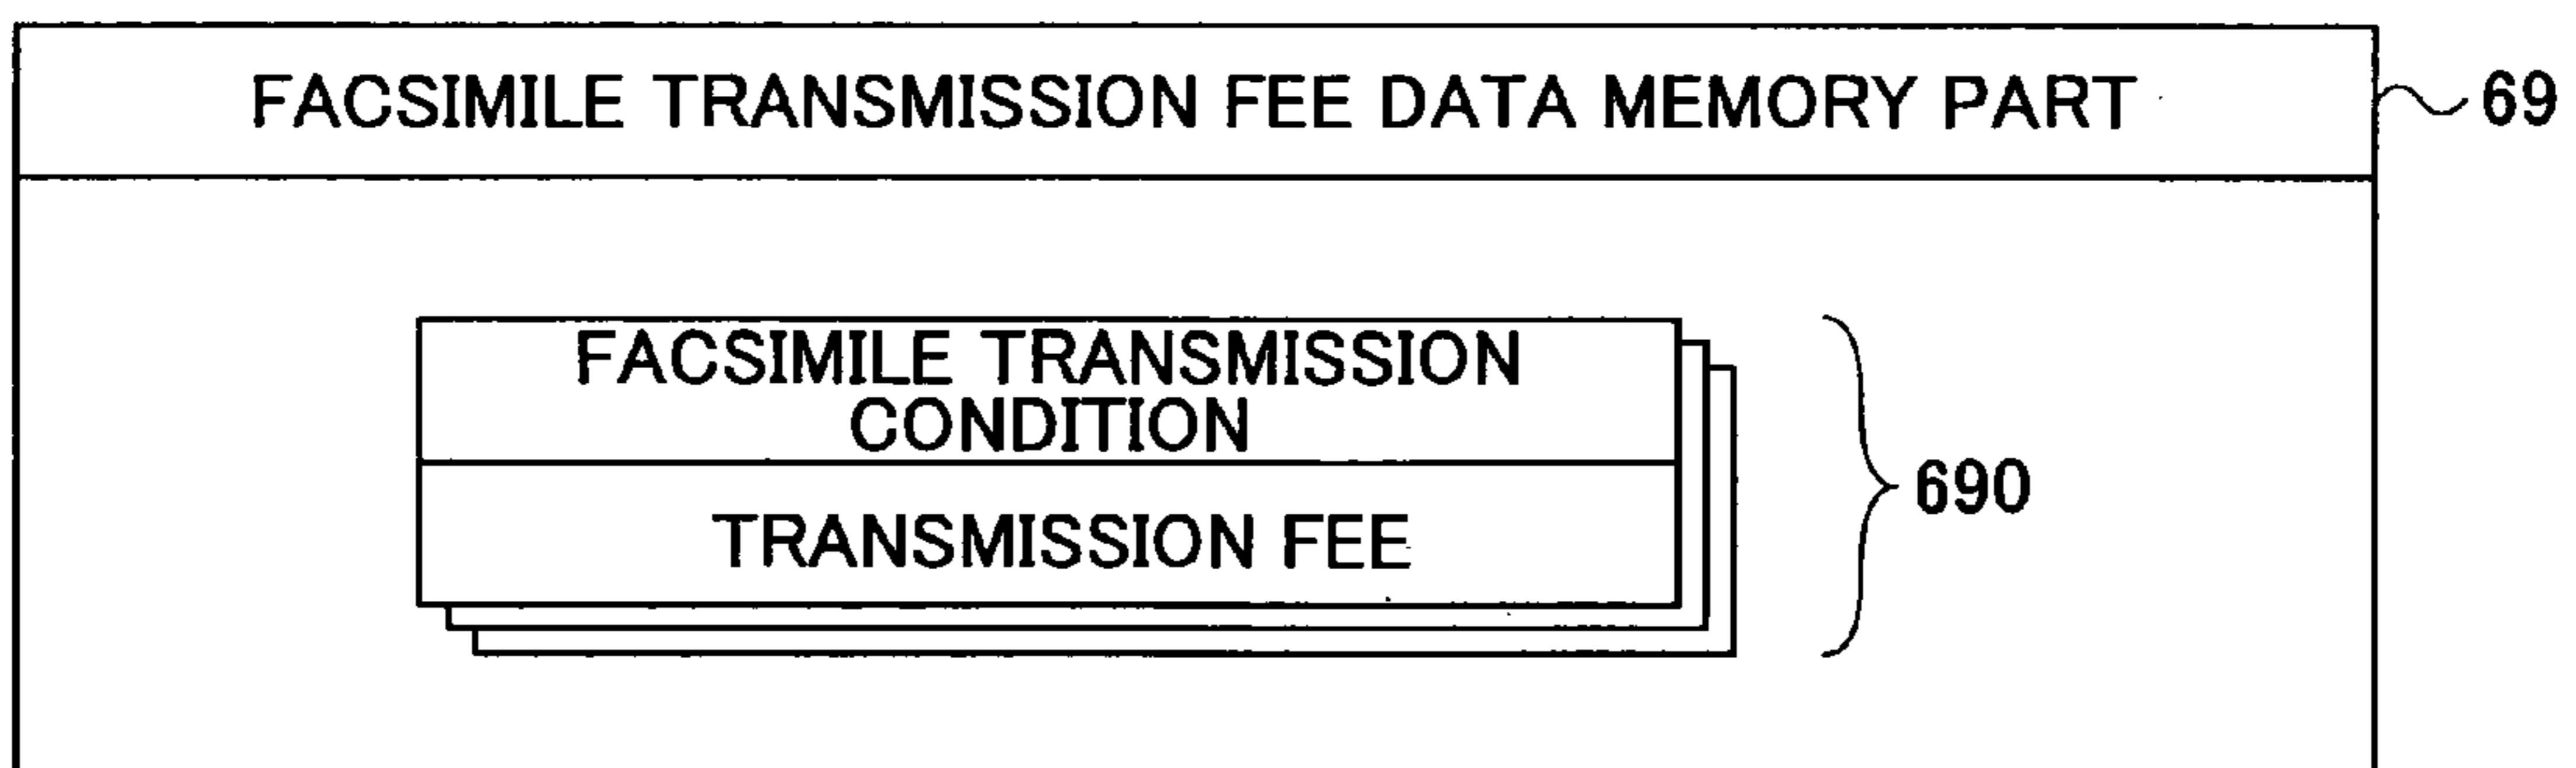 FACSIMILE TRANSMISSION FEE DATA MEMORY PART
69
FACSIMILE TRANSMISSION
CONDITION
TRANSMISSION FEE
690